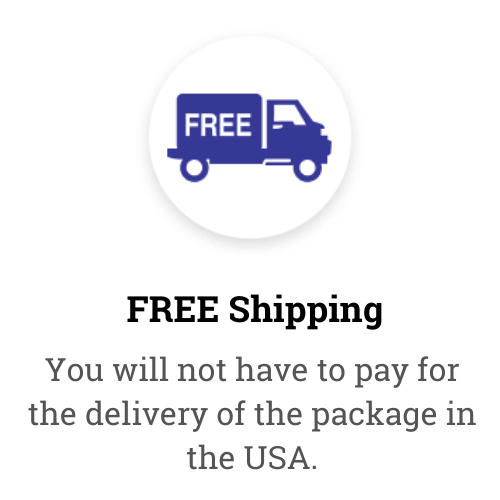 FREE
FREE Shipping
You will not have to pay for
the delivery of the package in
the USA.